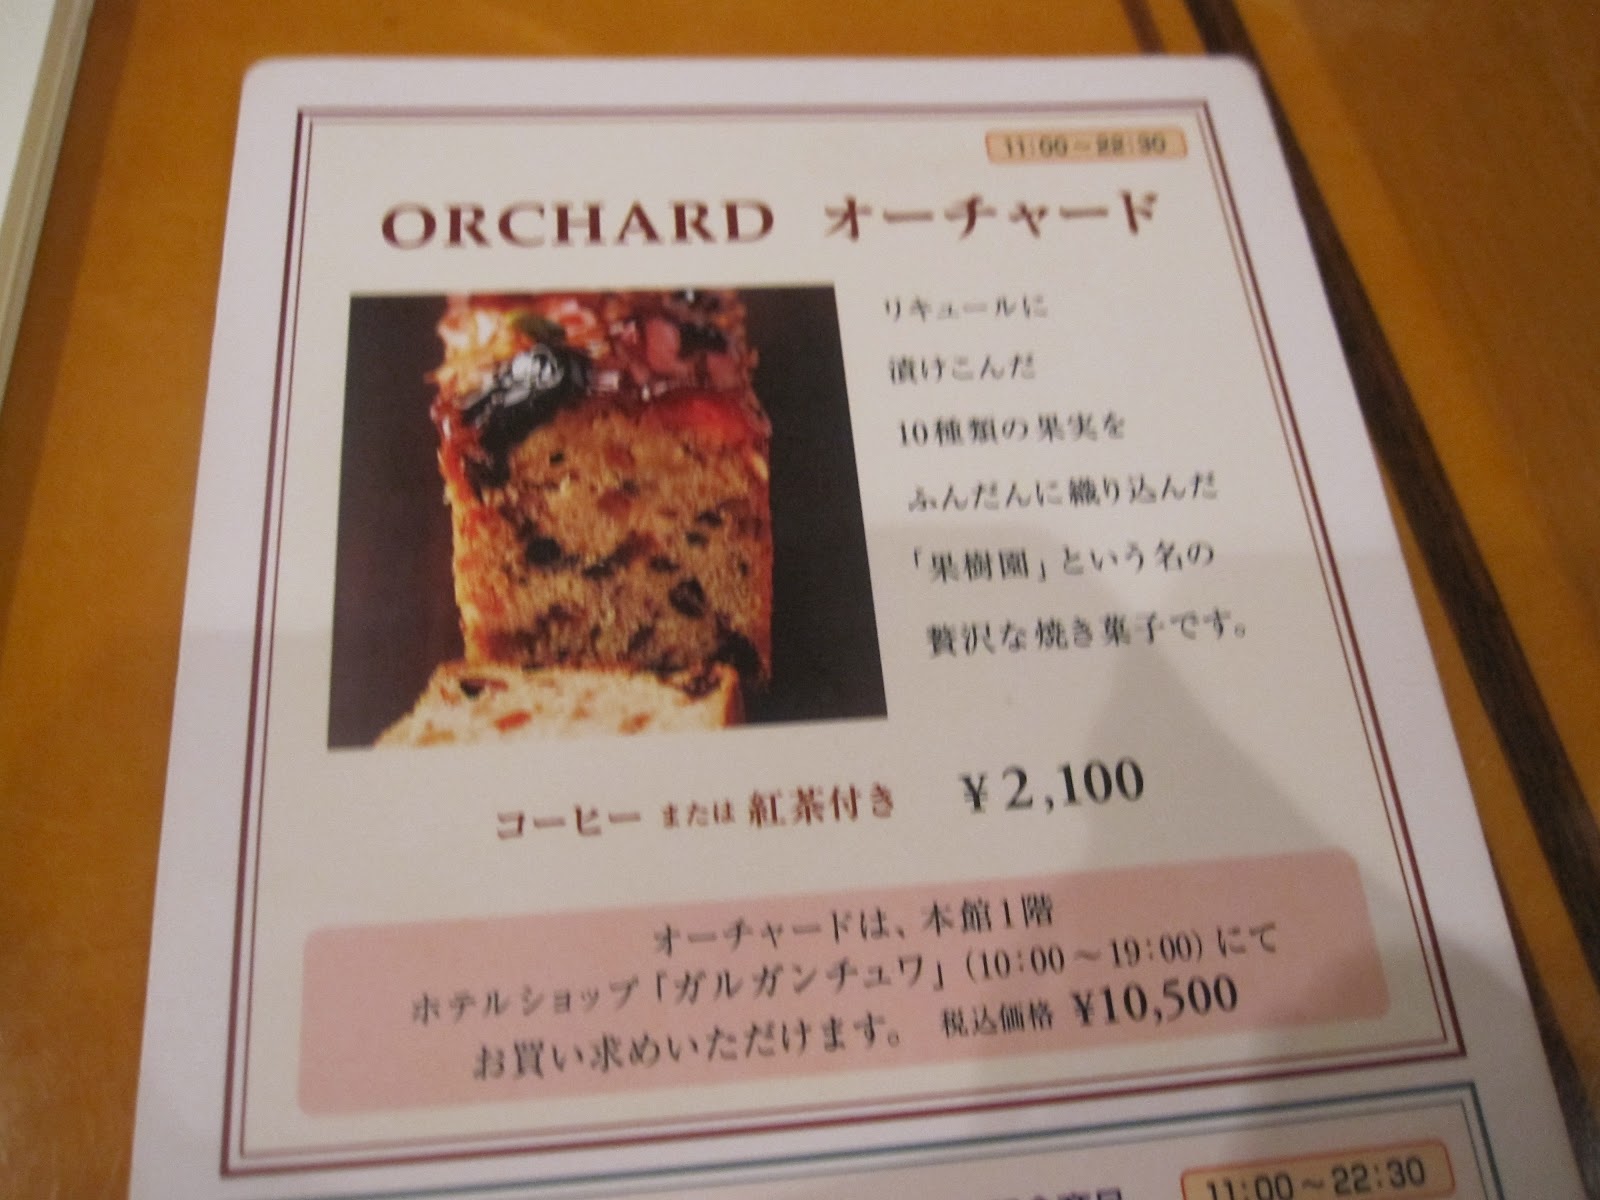 11:00～22:30
ORCHARD オーチャード
リキュールに
漬けこんだ
10種類の果実を
ふんだんに織り込んだ
「果樹園」という名の
贅沢な焼き菓子です。
コーヒー または 紅茶付き ¥2,100
オーチャードは、本館1階
ホテルショップ「ガルガンチュワ」(10:00～19:00) にて
お買い求めいただけます。 税込価格 ¥10,500
11:00～22:30